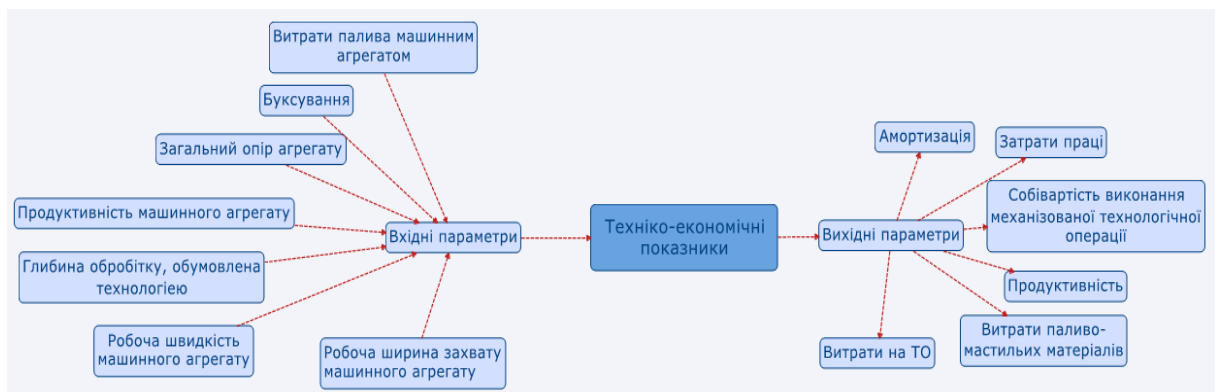 Витрати палива машинним
агрегатом
Буксування
Загальний опір агрегату
Продуктивність машинного агрегату
Вхідні параметри
Глибина обробітку, обумовлена
технологією
Робоча швидкість
машинного агрегату
Робоча ширина захвату
машинного агрегату
Техніко-економічні
показники
Вихідні параметри
Амортизація
Затрати праці
Собівартість виконання
механізованої технологічної
операції
Продуктивність
Витрати паливо-
мастильих матеріалів
Витрати на ТО